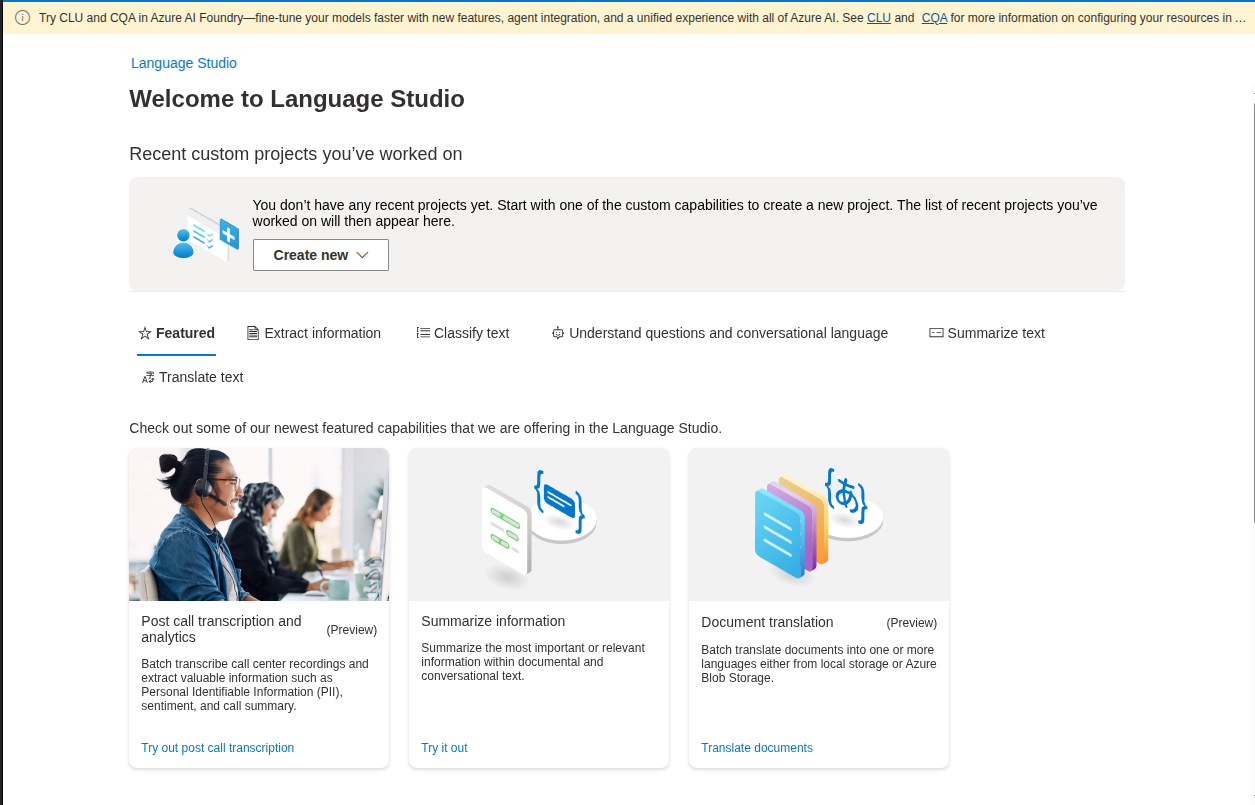 Try CLU and CQA in Azure AI Foundry—fine-tune your models faster with new features, agent integration, and a unified experience with all of Azure AI. See CLU and CQA for more information on configuring your resources in ...
Language Studio
Welcome to Language Studio
Recent custom projects you've worked on
You don't have any recent projects yet. Start with one of the custom capabilities to create a new project. The list of recent projects you've
worked on will then appear here.
Create new
Featured
Extract information
Classify text
Understand questions and conversational language
Summarize text
Translate text
Check out some of our newest featured capabilities that we are offering in the Language Studio.
Post call transcription and
analytics
(Preview)
Batch transcribe call center recordings and
extract valuable information such as
Personal Identifiable Information (PII),
sentiment, and call summary.
Try out post call transcription
Summarize information
Summarize the most important or relevant
information within documental and
conversational text.
Try it out
あ
Document translation
(Preview)
Batch translate documents into one or more
languages either from local storage or Azure
Blob Storage.
Translate documents